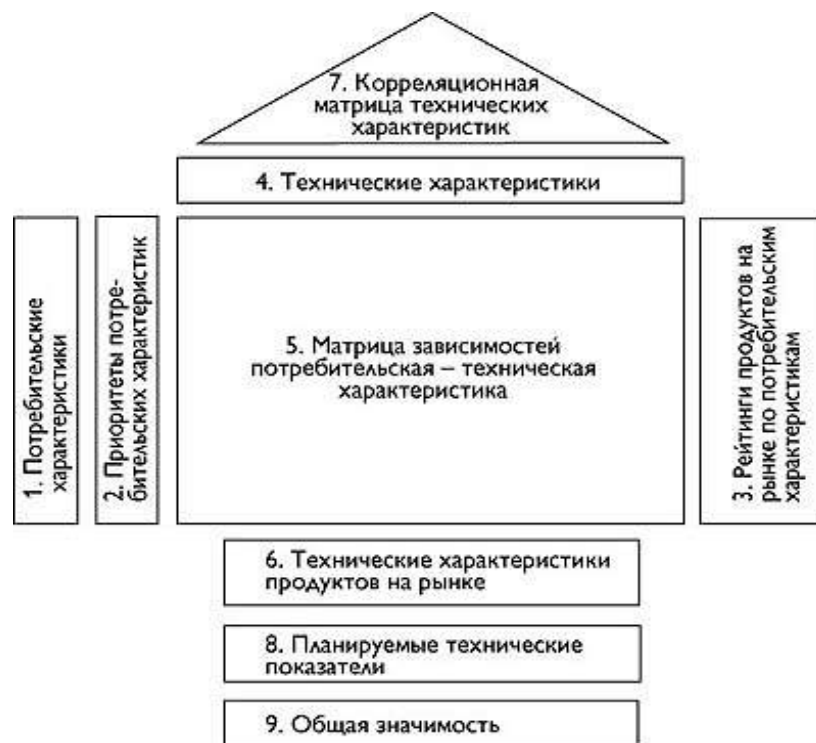 7. Корреляционная
матрица технических
характеристик
4. Технические характеристики
1. Потребительские
характеристики
2. Приоритеты потре-
бительских характеристик
5. Матрица зависимостей
потребительская – техническая
характеристика
3. Рейтинги продуктов на
рынке по потребительским
характеристикам
6. Технические характеристики
продуктов на рынке
8. Планируемые технические
показатели
9. Общая значимость